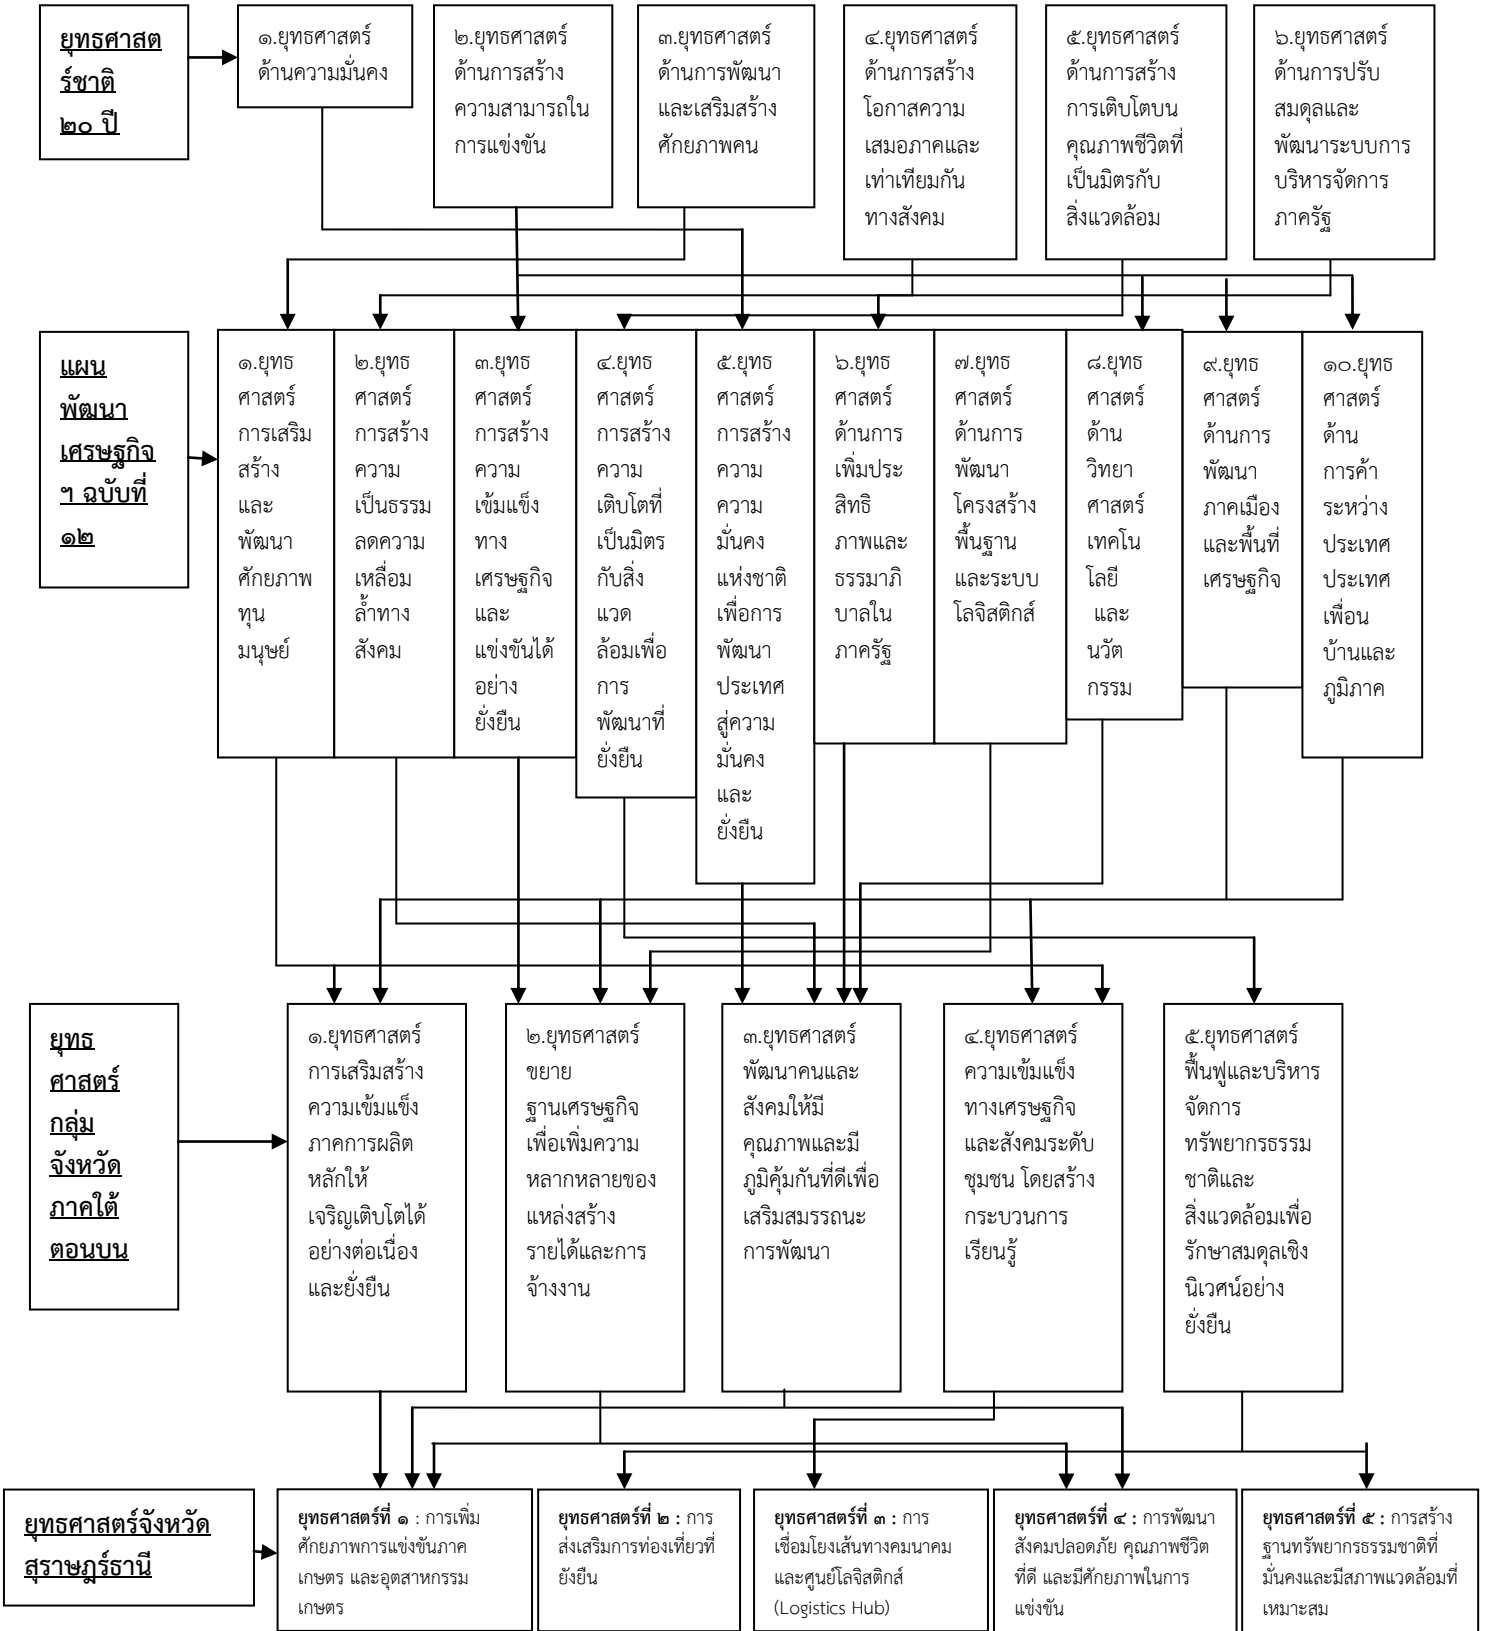 ยุทธศาสต
ร์ชาติ
๒๐ ปี
๑.ยุทธศาสตร์
ด้านความมั่นคง
๒.ยุทธศาสตร์
ด้านการสร้าง
ความสามารถใน
การแข่งขัน
๓.ยุทธศาสตร์
ด้านการพัฒนา
และเสริมสร้าง
ศักยภาพคน
๔.ยุทธศาสตร์
ด้านการสร้าง
โอกาสความ
เสมอภาคและ
เท่าเทียมกัน
ทางสังคม
๕.ยุทธศาสตร์
ด้านการสร้าง
การเติบโตบน
คุณภาพชีวิตที่
เป็นมิตรกับ
สิ่งแวดล้อม
๖.ยุทธศาสตร์
ด้านการปรับ
สมดุลและ
พัฒนาระบบการ
บริหารจัดการ
ภาครัฐ
แผน
พัฒนา
เศรษฐกิจ
ฯ ฉบับที่
๑๒
๑.ยุทธ
ศาสตร์
การเสริม
สร้าง
และ
พัฒนา
ศักยภาพ
ทุน
มนุษย์
๒.ยุทธ
ศาสตร์
การสร้าง
ความ
เป็นธรรม
ลดความ
เหลื่อม
ล้ำทาง
สังคม
๓.ยุทธ
ศาสตร์
การสร้าง
ความ
เข้มแข็ง
ทาง
เศรษฐกิจ
และ
แข่งขันได้
อย่าง
ยั่งยืน
๔.ยุทธ
ศาสตร์
การสร้าง
ความ
เติบโตที่
เป็นมิตร
กับสิ่ง
แวด
ล้อมเพื่อ
การ
พัฒนาที่
ยั่งยืน
๕.ยุทธ
ศาสตร์
การสร้าง
ความ
ความ
มั่นคง
แห่งชาติ
เพื่อการ
พัฒนา
ประเทศ
สู่ความ
มั่นคง
และ
ยั่งยืน
๖.ยุทธ
ศาสตร์
ด้านการ
เพิ่มประ
สิทธิ
ภาพและ
ธรรมาภิ
บาลใน
ภาครัฐ
๗.ยุทธ
ศาสตร์
ด้านการ
พัฒนา
โครงสร้าง
พื้นฐาน
และระบบ
โลจิสติกส์
๘.ยุทธ
ศาสตร์
ด้าน
วิทยา
ศาสตร์
เทคโน
โลยี
และ
นวัต
กรรม
๙.ยุทธ
ศาสตร์
ด้านการ
พัฒนา
ภาคเมือง
และพื้นที่
เศรษฐกิจ
๑๐.ยุทธ
ศาสตร์
ด้าน
การค้า
ระหว่าง
ประเทศ
ประเทศ
เพื่อน
บ้านและ
ภูมิภาค
ยุทธ
ศาสตร์
กลุ่ม
จังหวัด
ภาคใต้
ตอนบน
๑.ยุทธศาสตร์
การเสริมสร้าง
ความเข้มแข็ง
ภาคการผลิต
หลักให้
เจริญเติบโตได้
อย่างต่อเนื่อง
และยั่งยืน
๒.ยุทธศาสตร์
ขยาย
ฐานเศรษฐกิจ
เพื่อเพิ่มความ
หลากหลายของ
แหล่งสร้าง
รายได้และการ
จ้างงาน
๓.ยุทธศาสตร์
พัฒนาคนและ
สังคมให้มี
คุณภาพและมี
ภูมิคุ้มกันที่ดีเพื่อ
เสริมสมรรถนะ
การพัฒนา
๔.ยุทธศาสตร์
ความเข้มแข็ง
ทางเศรษฐกิจ
และสังคมระดับ
ชุมชน โดยสร้าง
กระบวนการ
เรียนรู้
๕.ยุทธศาสตร์
ฟื้นฟูและบริหาร
จัดการ
ทรัพยากรธรรม
ชาติและ
สิ่งแวดล้อมเพื่อ
รักษาสมดุลเชิง
นิเวศน์อย่าง
ยั่งยืน
ยุทธศาสตร์จังหวัด
สุราษฎร์ธานี
ยุทธศาสตร์ที่ ๑ : การเพิ่ม
ศักยภาพการแข่งขันภาค
เกษตร และอุตสาหกรรม
เกษตร
ยุทธศาสตร์ที่ ๒ : การ
ส่งเสริมการท่องเที่ยวที่
ยั่งยืน
ยุทธศาสตร์ที่ ๓ : การ
เชื่อมโยงเส้นทางคมนาคม
และศูนย์โลจิสติกส์
(Logistics Hub)
ยุทธศาสตร์ที่ ๔ : การพัฒนา
สังคมปลอดภัย คุณภาพชีวิต
ที่ดี และมีศักยภาพในการ
แข่งขัน
ยุทธศาสตร์ที่ ๕ : การสร้าง
ฐานทรัพยากรธรรมชาติที่
มั่นคงและมีสภาพแวดล้อมที่
เหมาะสม